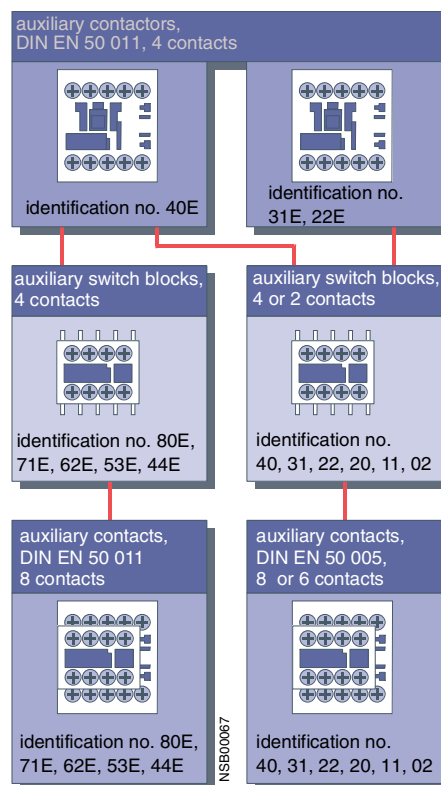 auxiliary contactors,
DIN EN 50 011, 4 contacts
identification no. 40E
identification no.
31E, 22E
auxiliary switch blocks,
4 contacts
identification no. 80E,
71E, 62E, 53E, 44E
auxiliary switch blocks,
4 or 2 contacts
identification no.
40, 31, 22, 20, 11, 02
auxiliary contacts,
DIN EN 50 011
8 contacts
identification no. 80E,
71E, 62E, 53E, 44E
auxiliary contacts,
DIN EN 50 005,
8 or 6 contacts
identification no.
40, 31, 22, 20, 11, 02
NSB00067